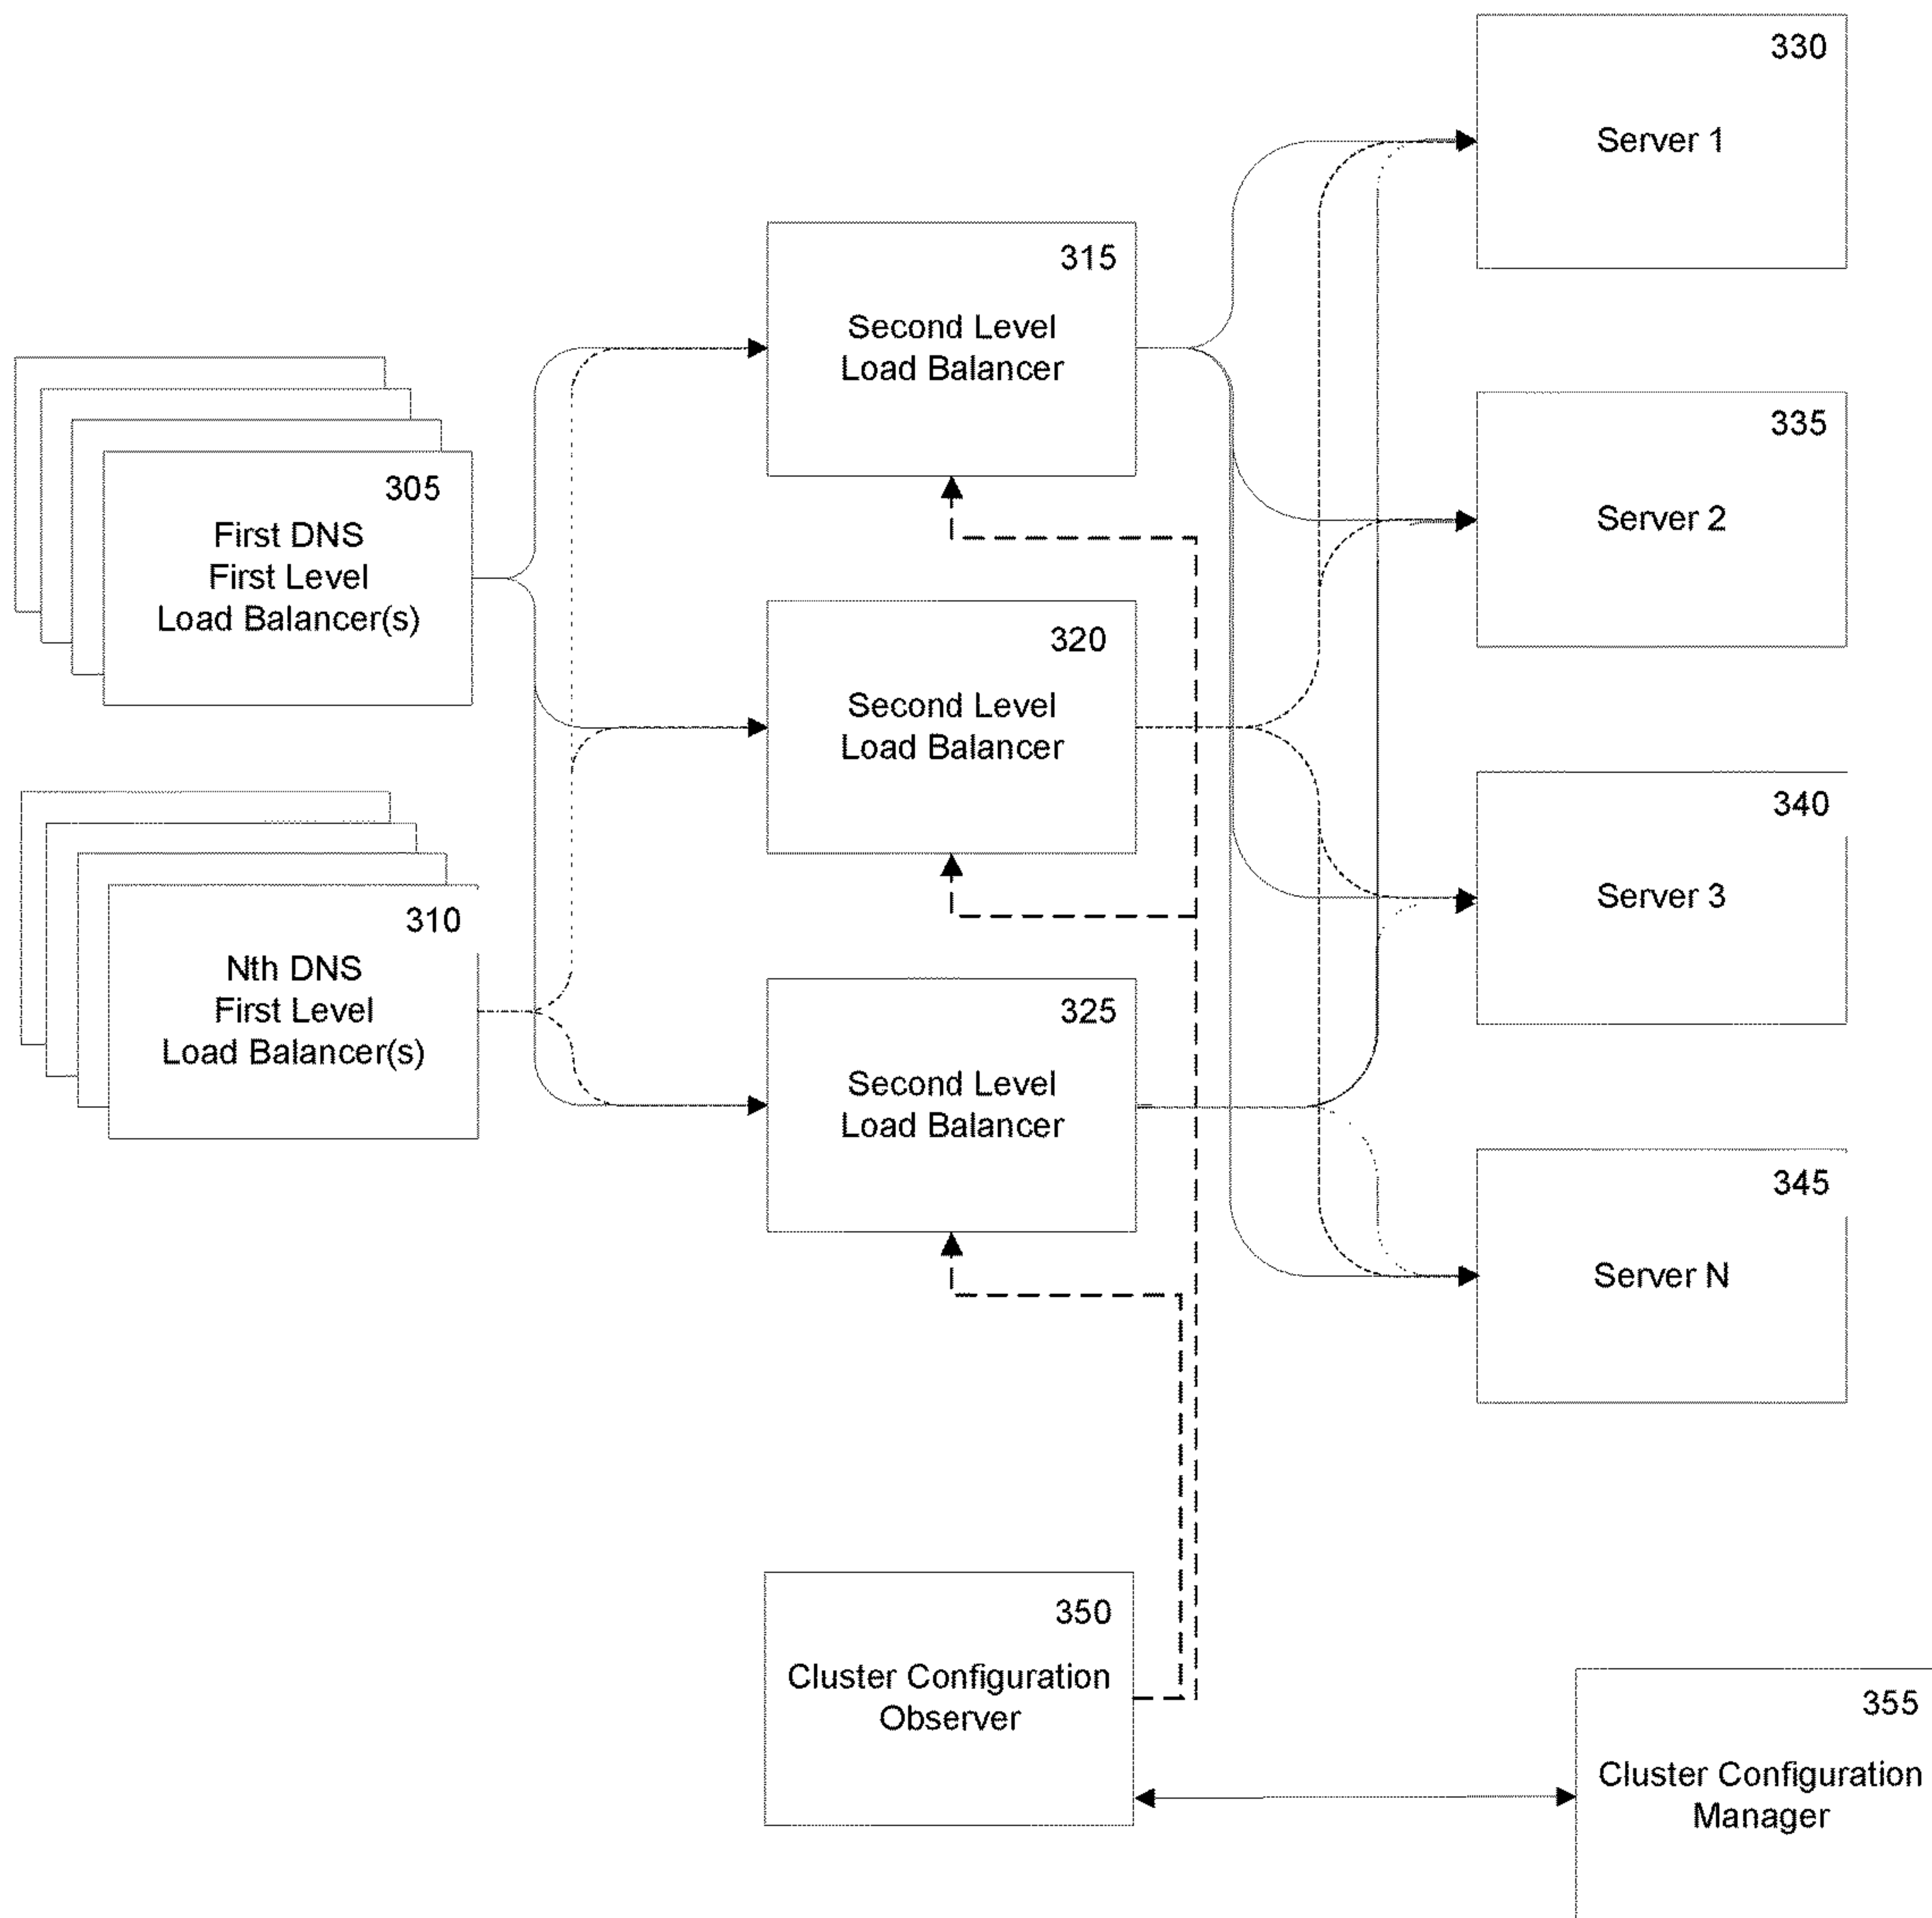 330
Server 1
315
Second Level
Load Balancer
335
Server 2
305
First DNS
First Level
Load Balancer(s)
320
Second Level
Load Balancer
340
Server 3
310
Nth DNS
First Level
Load Balancer(s)
325
Second Level
Load Balancer
345
Server N
350
Cluster Configuration
Observer
355
Cluster Configuration
Manager